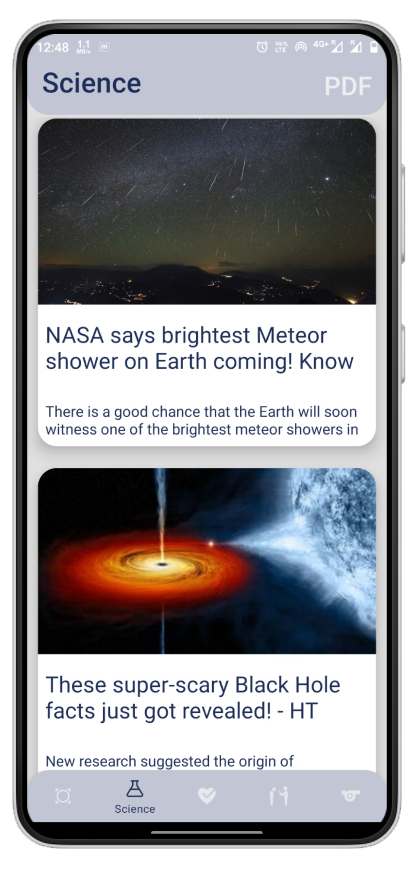 12:48 1.1 MB/s m Vo» LTE 4G+ R R
Science
PDF
NASA says brightest Meteor
shower on Earth coming! Know
There is a good chance that the Earth will soon
witness one of the brightest meteor showers in
These super-scary Black Hole
facts just got revealed! - HT
New research suggested the origin of
Science